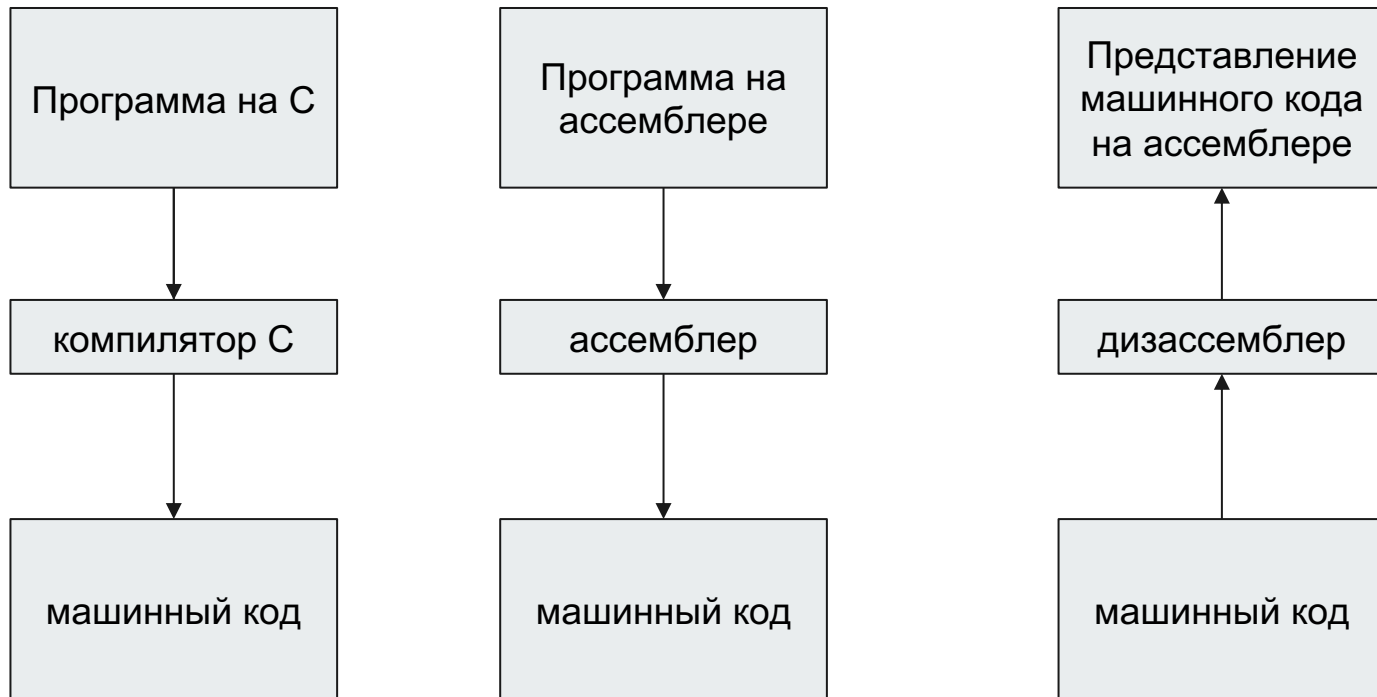 Программа на C
компилятор C
машинный код
Программа на
ассемблере
ассемблер
машинный код
Представление
машинного кода
на ассемблере
дизассемблер
машинный код